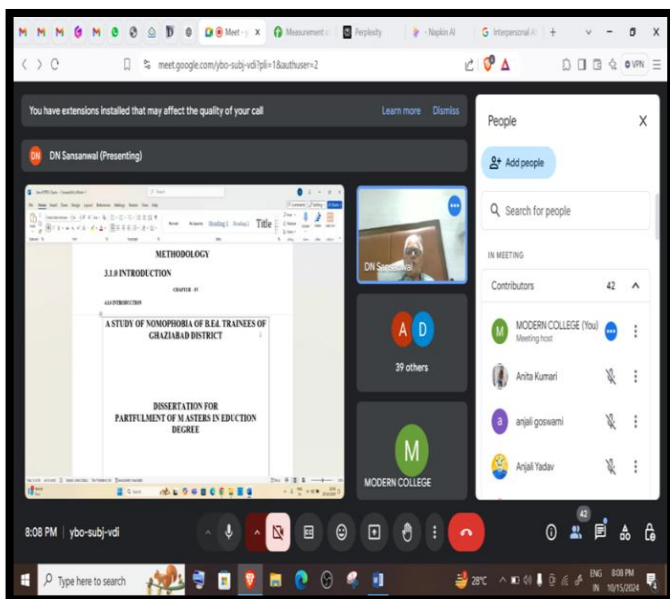 Meet - y
Measurement o
Perplexity
- Napkin AI
Interpersonal A
meet.google.com/ybo-subj-vdi?pli=1&authuser=2
VPN
You have extensions installed that may affect the quality of your call
Learn more
Dismiss
DN Sansanwal (Presenting)
METHODOLOGY
3.1.0 INTRODUCTION
CHAPTER - IV
4.1.0 INTRODUCTION
A STUDY OF NOMOPHOBIA OF B.Ed. TRAINEES OF
GHAZIABAD DISTRICT
DISSERTATION FOR
PARTFULMENT OF M ASTERS IN EDUCTION
DEGREE
DN Sansanwal
A D
39 others
M
MODERN COLLEGE
People
Add people
Search for people
IN MEETING
Contributors
42
M
MODERN COLLEGE (You)
Meeting host
Anita Kumari
a
anjali goswami
Anjali Yadav
8:08 PM | ybo-subj-vdi
42
Type here to search
28°C
ENG
IN
8:08 PM
10/15/2024